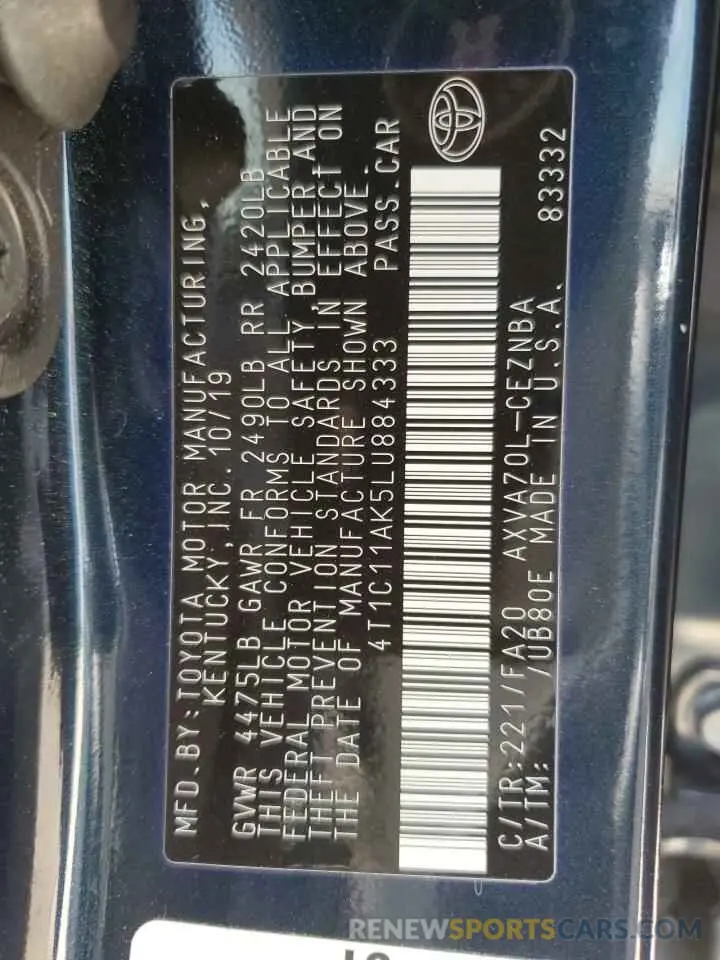 MFD.BY:TOYOTA MOTOR MANUFACTURING,
KENTUCKY,INC. 10/19
GVWR 4475LB GAWR FR 2490LB RR 2420LB
THIS VEHICLE CONFORMS TO ALL APPLICABLE
FEDERAL MOTOR VEHICLE SAFETY, BUMPER AND
THEFT PREVENTION STANDARDS IN EFFECT ON
THE DATE OF MANUFACTURE SHOWN ABOVE.
4T1C11AK5LU884333 PASS.CAR
C/TR:221/FA20 AXVA70L-CEZNBA
A/TM: /UB80E MADE IN U.S.A. 83332
RENEWSPORTSCARS.COM